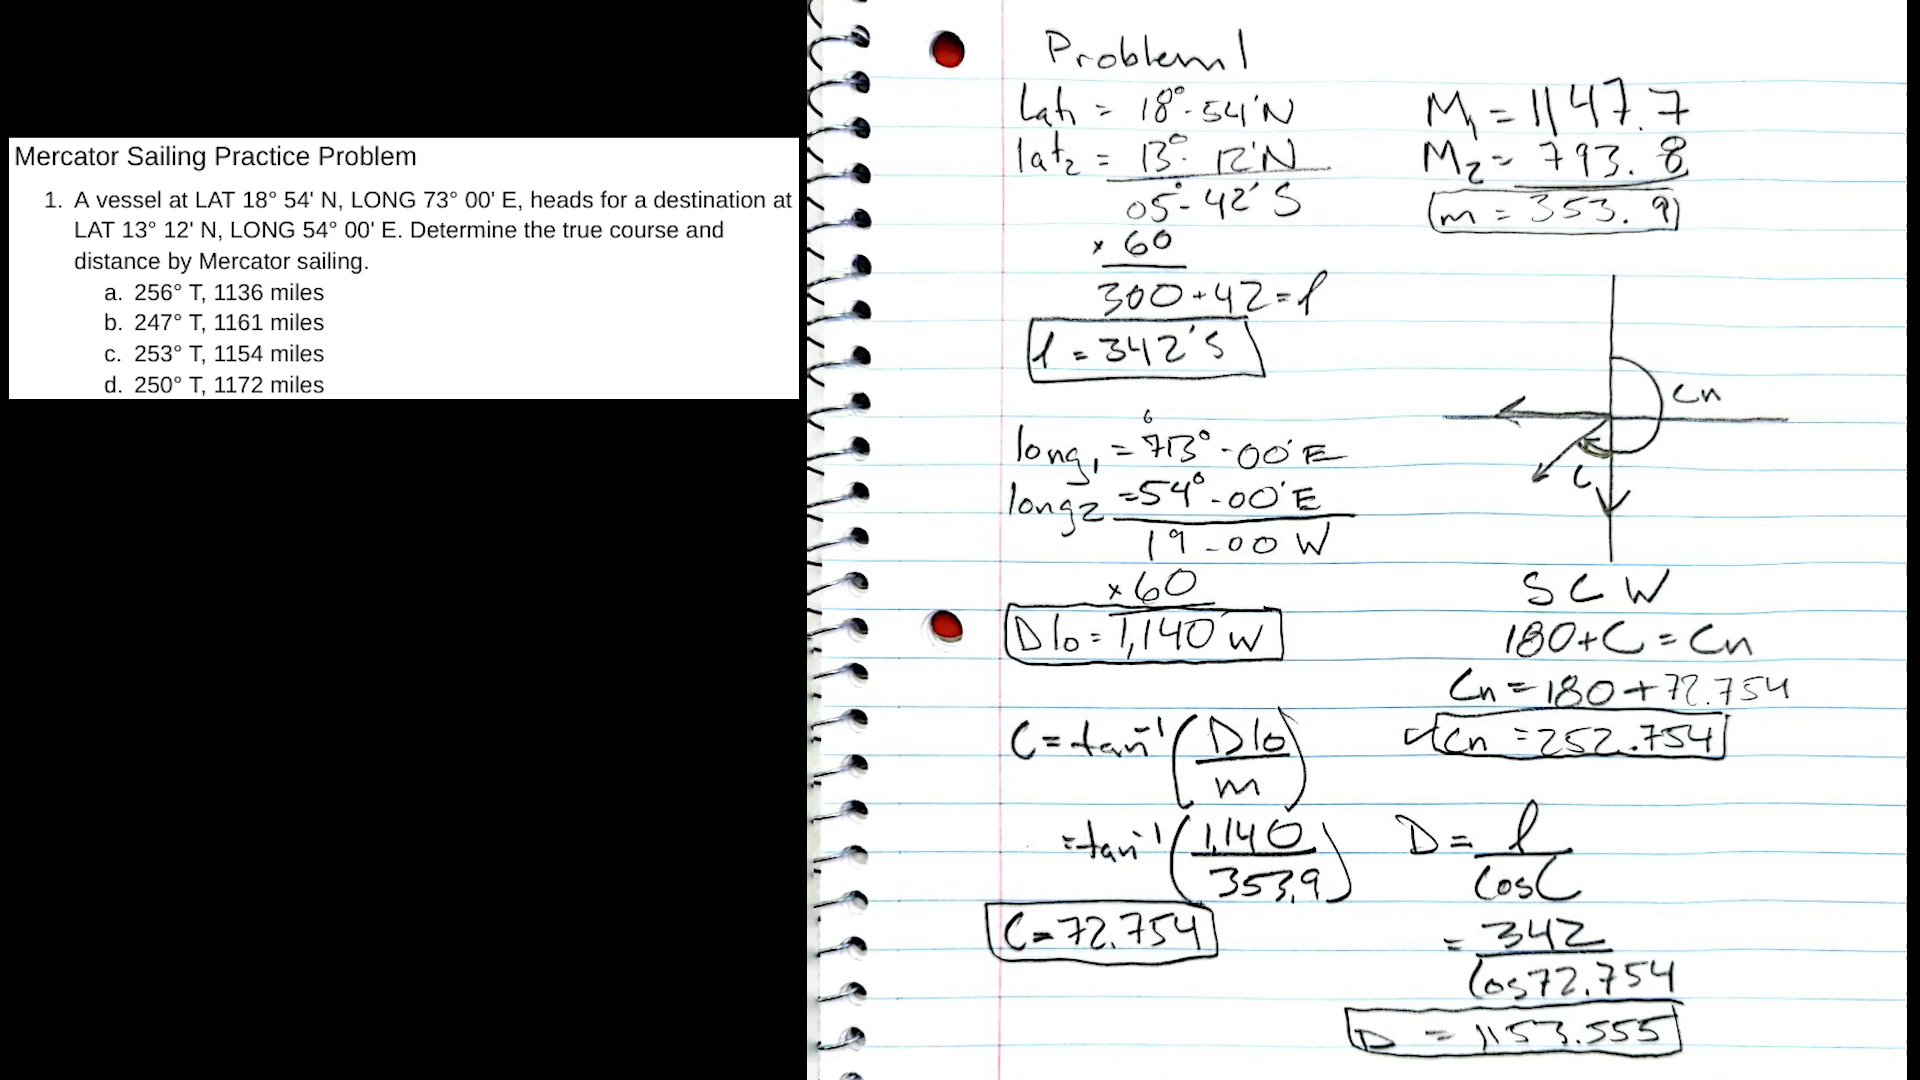 Mercator Sailing Practice Problem
1. A vessel at LAT 18° 54' N, LONG 73° 00' E, heads for a destination at
LAT 13° 12' N, LONG 54° 00' E. Determine the true course and
distance by Mercator sailing.
a. 256° T, 1136 miles
b. 247° T, 1161 miles
c. 253° T, 1154 miles
d. 250° T, 1172 miles
Problem 1
Lat₁ = 18°-54'N
lat₂ = 13°-12'N
05°-42'S
× 60
300+42=l
l = 342'S
long₁ = 73°-00'E
long2 =54°-00'E
19-00 W
×60
Dlo = 1,140 W
C = tan⁻¹(Dlo/m)
=tan⁻¹(1,140/353.9)
C=72.754
M₁ = 1147.7
M₂ = 793.8
m = 353.9
Cn
C
S C W
180+C = Cn
Cn = 180+72.754
Cn = 252.754
D = l/cosC
= 342/cos72.754
D = 1153.555